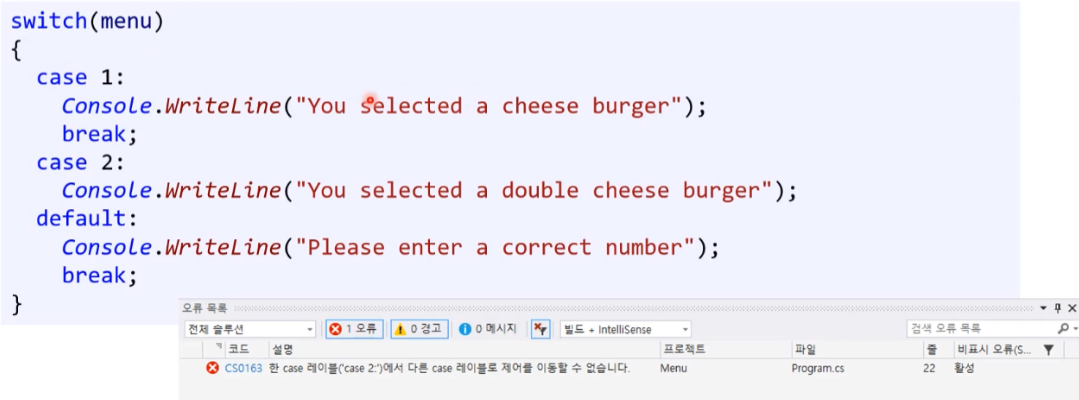 switch(menu)
{
case 1:
Console.WriteLine("You selected a cheese burger");
break;
case 2:
Console.WriteLine("You selected a double cheese burger");
default:
Console.WriteLine("Please enter a correct number");
break;
}
오류 목록
전체 솔루션 1 오류 0 경고 0 메시지 빌드 + IntelliSense 검색 오류 목록
코드 설명 프로젝트 파일 줄 비표시 오류(S...
CS0163 한 case 레이블('case 2:')에서 다른 case 레이블로 제어를 이동할 수 없습니다. Menu Program.cs 22 활성